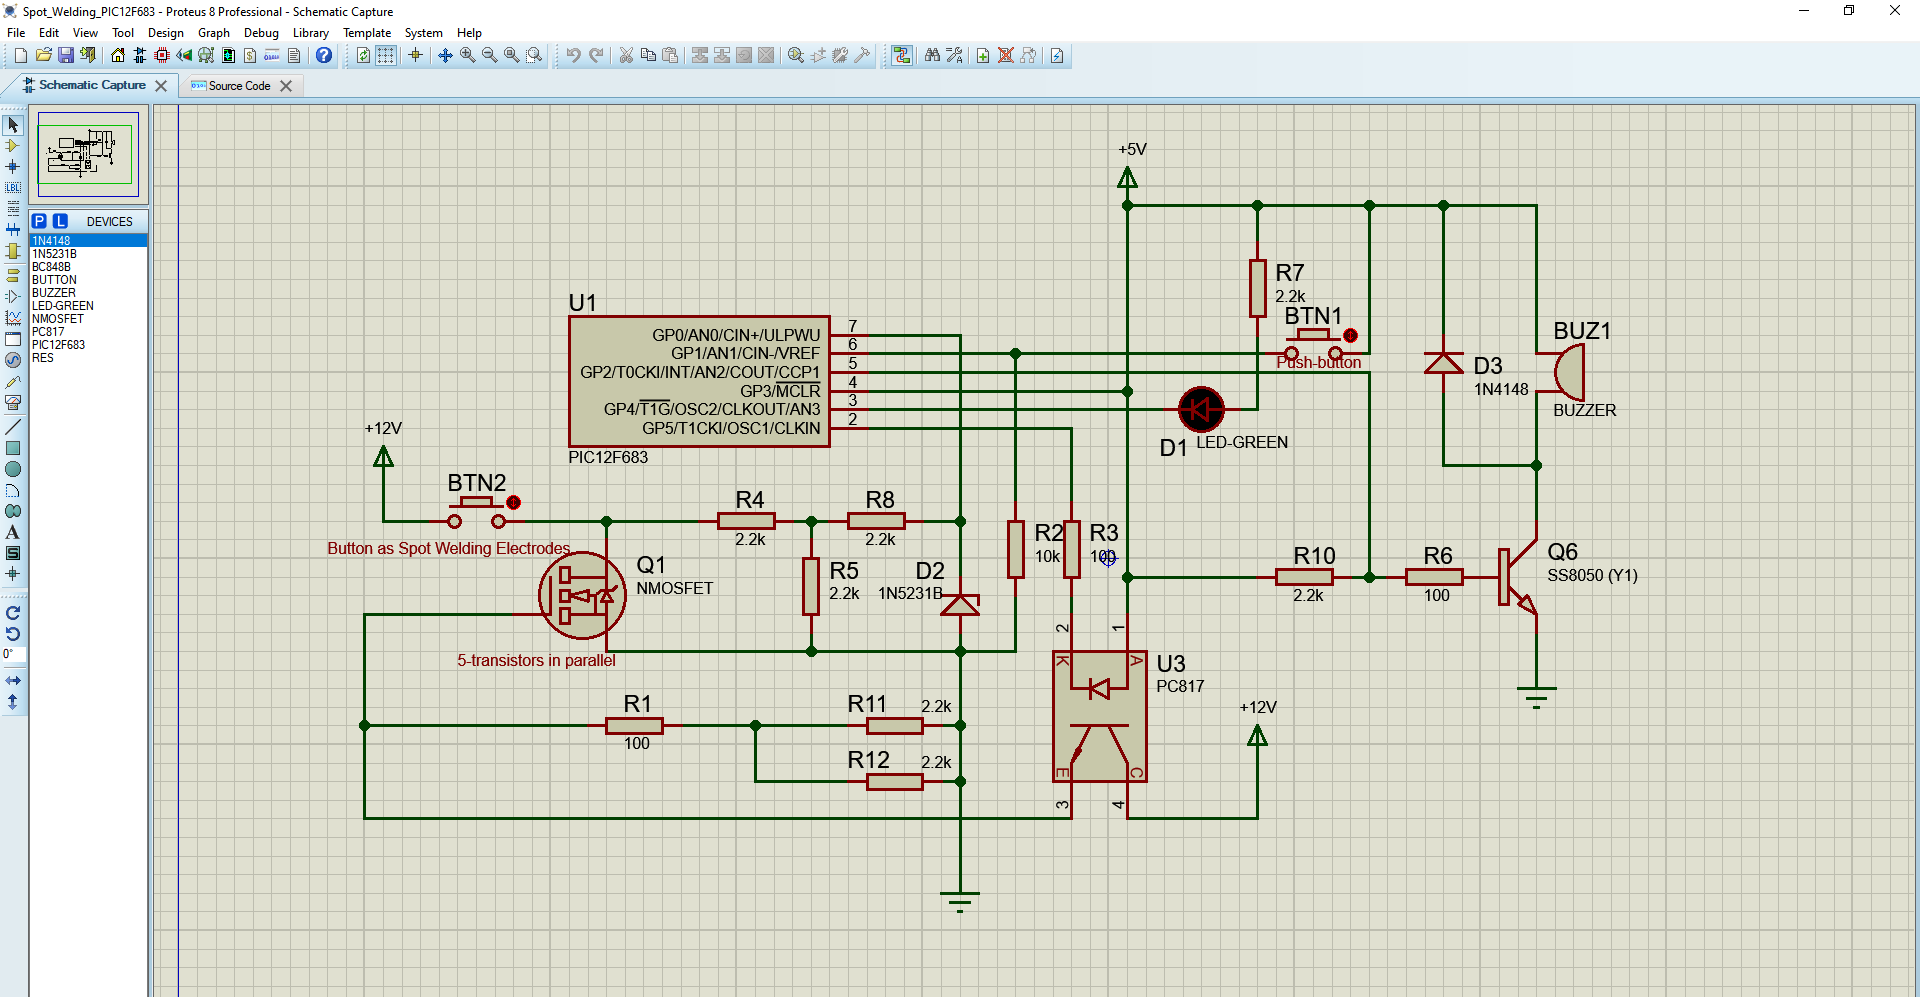 Spot_Welding_PIC12F683 - Proteus 8 Professional - Schematic Capture
File Edit View Tool Design Graph Debug Library Template System Help
Schematic Capture
Source Code
P L DEVICES
1N4148
1N5231B
BC848B
BUTTON
BUZZER
LED-GREEN
NMOSFET
PC817
PIC12F683
RES
LBL
A
S
0°
+5V
R7
2.2k
BTN1
Push-button
U1
GP0/AN0/CIN+/ULPWU 7
GP1/AN1/CIN-/VREF 6
GP2/T0CKI/INT/AN2/COUT/CCP1 5
GP3/MCLR 4
GP4/T1G/OSC2/CLKOUT/AN3 3
GP5/T1CKI/OSC1/CLKIN 2
PIC12F683
BUZ1
BUZZER
D3
1N4148
D1 LED-GREEN
+12V
BTN2
Button as Spot Welding Electrodes
R4
2.2k
R8
2.2k
Q1
NMOSFET
5-transistors in parallel
R5
2.2k
D2
1N5231B
R2
10k
R3
100
R10
2.2k
R6
100
Q6
SS8050 (Y1)
2 1
K A
U3
PC817
E C
3 4
+12V
R1
100
R11 2.2k
R12 2.2k